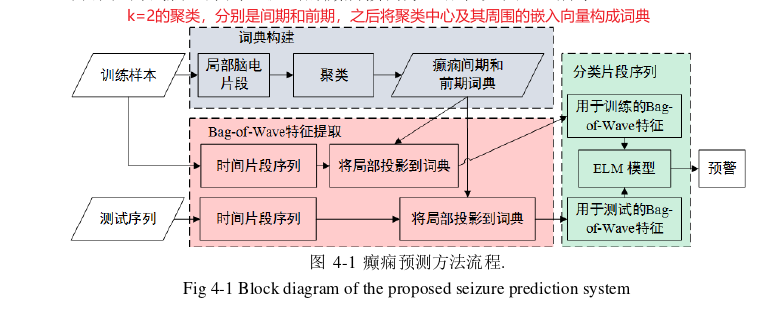 k=2的聚类，分别是间期和前期，之后将聚类中心及其周围的嵌入向量构成词典
词典构建
训练样本
局部脑电
片段
聚类
癫痫间期和
前期词典
分类片段序列
用于训练的Bag-
of-Wave特征
Bag-of-Wave特征提取
时间片段序列
将局部投影到词典
ELM 模型
预警
测试序列
时间片段序列
将局部投影到词典
用于测试的Bag-
of-Wave特征
图 4-1 癫痫预测方法流程.
Fig 4-1 Block diagram of the proposed seizure prediction system